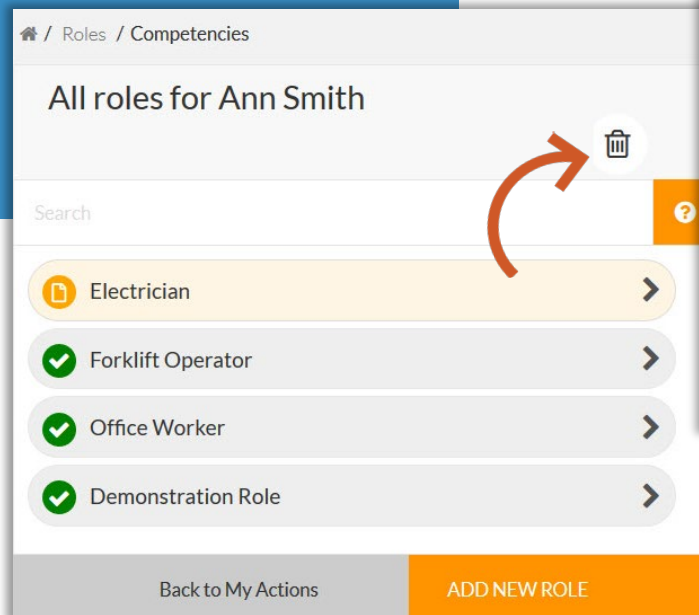 / Roles / Competencies
All roles for Ann Smith
Search
?
Electrician
Forklift Operator
Office Worker
Demonstration Role
Back to My Actions ADD NEW ROLE